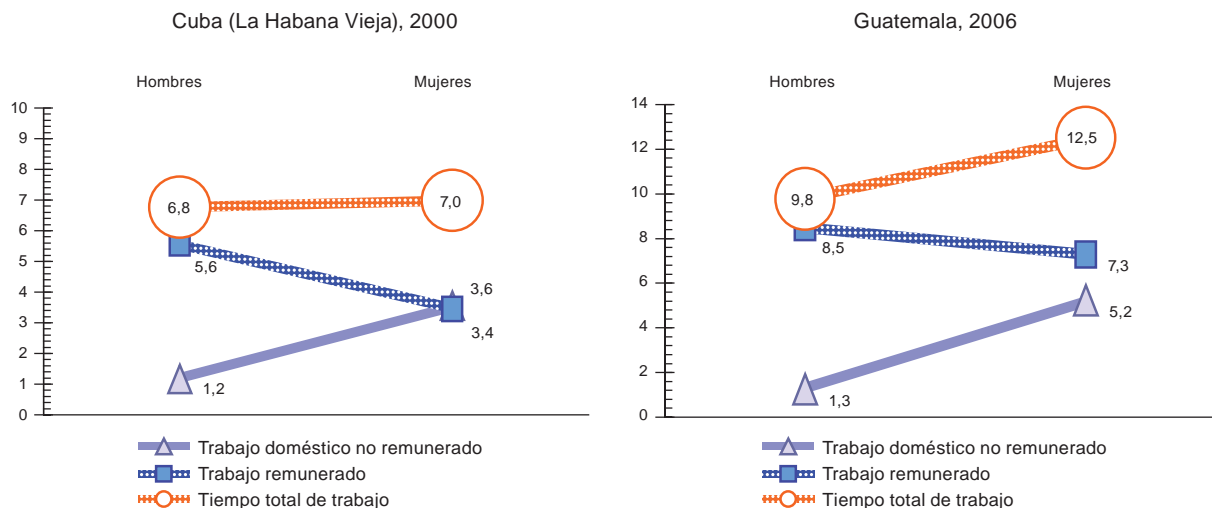 Cuba (La Habana Vieja), 2000
Hombres
Mujeres
10
9
8
7
6
5
4
3
2
1
0
6,8
7,0
5,6
3,6
3,4
1,2
Trabajo doméstico no remunerado
Trabajo remunerado
Tiempo total de trabajo
Guatemala, 2006
Hombres
Mujeres
14
12
10
8
6
4
2
0
12,5
9,8
8,5
7,3
5,2
1,3
Trabajo doméstico no remunerado
Trabajo remunerado
Tiempo total de trabajo